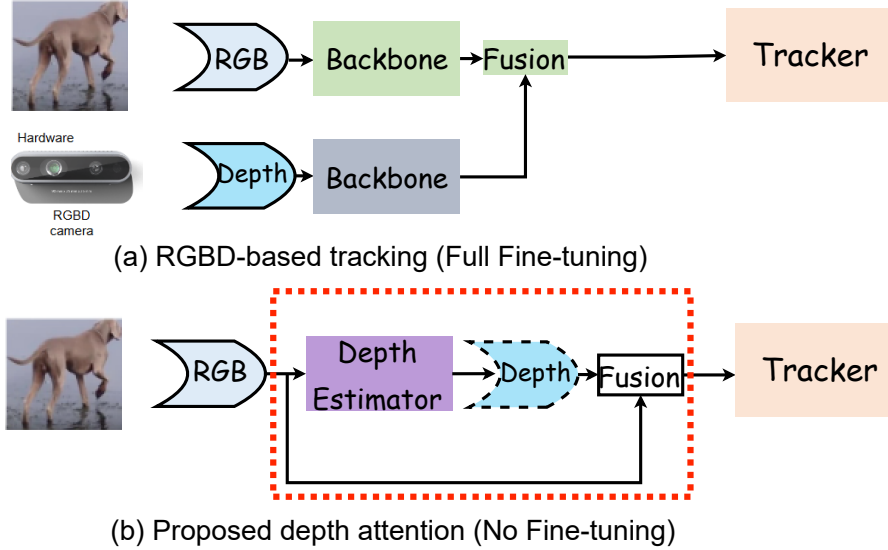 RGB
Backbone
Fusion
Tracker
Hardware
RGBD
camera
Depth
Backbone
(a) RGBD-based tracking (Full Fine-tuning)
RGB
Depth
Estimator
Depth
Fusion
Tracker
(b) Proposed depth attention (No Fine-tuning)